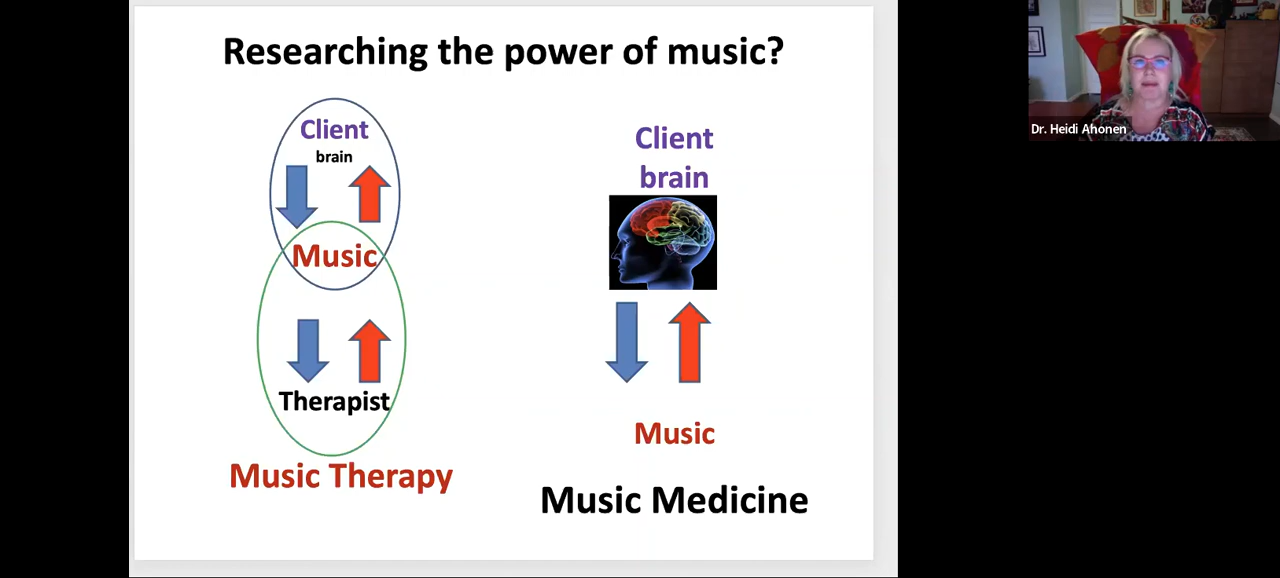 Researching the power of music?
Client
brain
Music
Therapist
Music Therapy
Client
brain
Music
Music Medicine
Dr. Heidi Ahonen